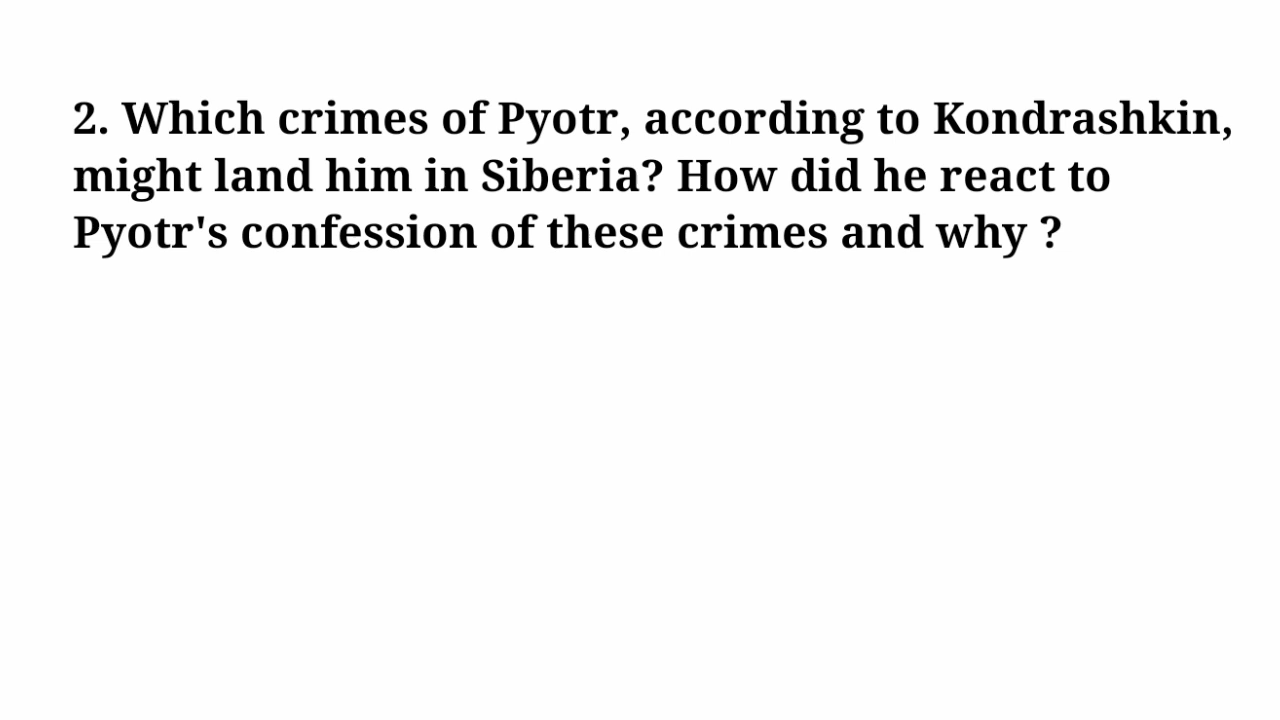 2. Which crimes of Pyotr, according to Kondrashkin,
might land him in Siberia? How did he react to
Pyotr's confession of these crimes and why ?